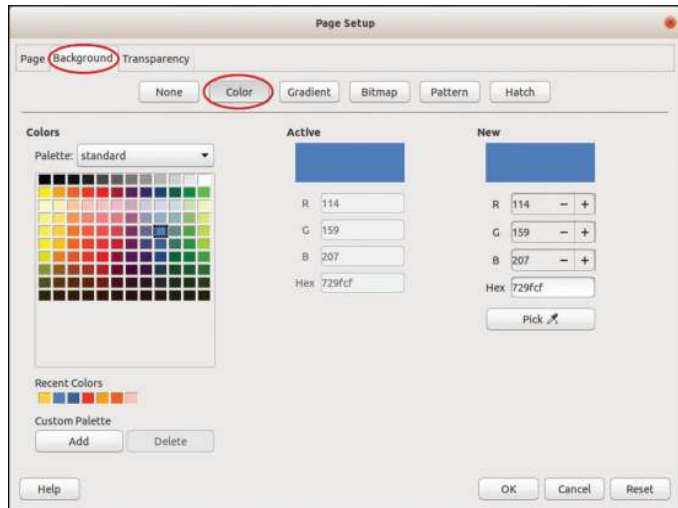 Page Setup
Page Background Transparency
None Color Gradient Bitmap Pattern Hatch
Colors Active New
Palette: standard
R 114 R 114 − +
G 159 G 159 − +
B 207 B 207 − +
Hex 729fcf Hex 729fcf
Pick
Recent Colors
Custom Palette
Add Delete
Help OK Cancel Reset